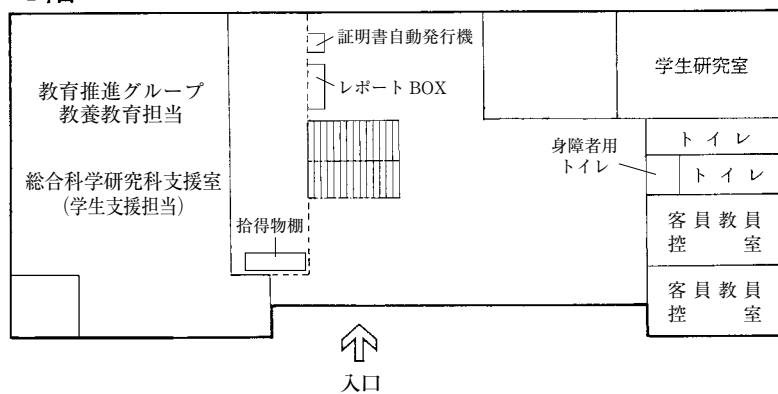 証明書自動発行機
レポート BOX
教育推進グループ
教養教育担当
総合科学研究科支援室
(学生支援担当)
拾得物棚
学生研究室
トイレ
身障者用
トイレ
トイレ
客員教員
控室
客員教員
控室
入口